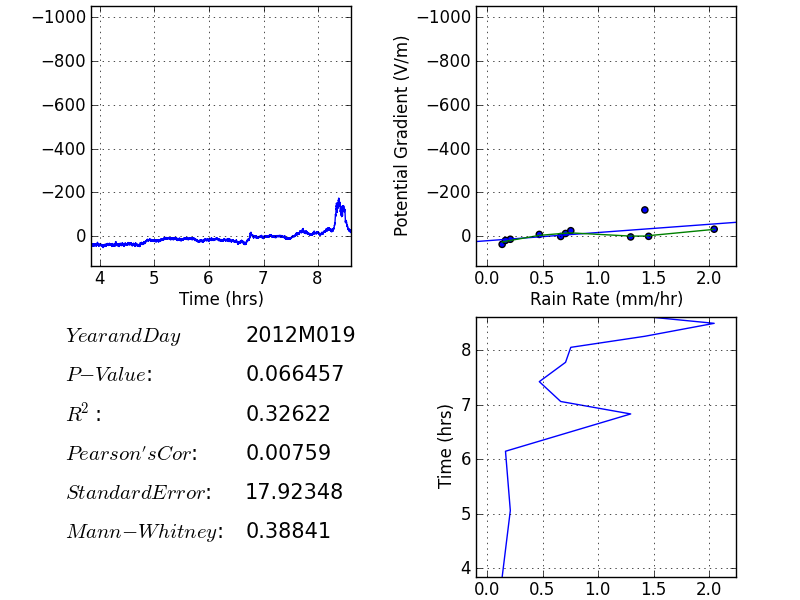 −1000
−800
−600
−400
−200
0
4 5 6 7 8
Time (hrs)
Potential Gradient (V/m)
−1000
−800
−600
−400
−200
0
0.0 0.5 1.0 1.5 2.0
Rain Rate (mm/hr)
YearandDay 2012M019
P−Value: 0.066457
R² : 0.32622
Pearson'sCor: 0.00759
StandardError: 17.92348
Mann−Whitney: 0.38841
Time (hrs)
8
7
6
5
4
0.0 0.5 1.0 1.5 2.0